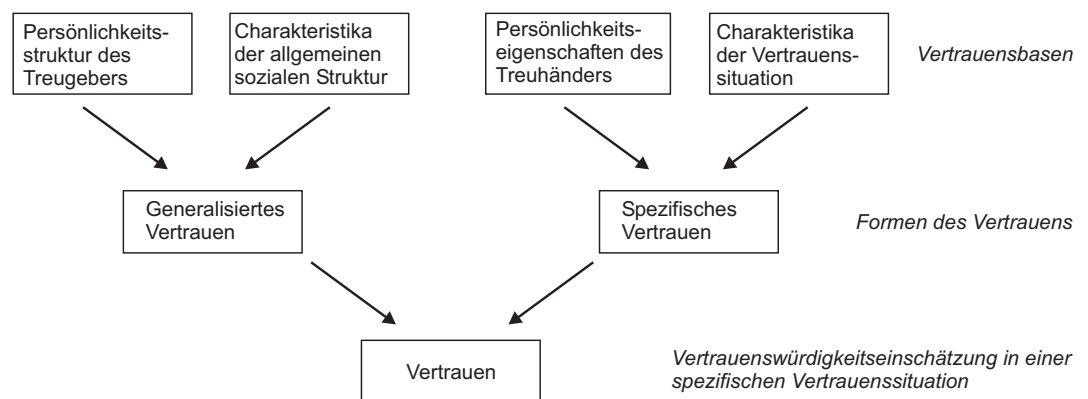 Persönlichkeits-
struktur des
Treugebers
Charakteristika
der allgemeinen
sozialen Struktur
Persönlichkeits-
eigenschaften des
Treuhänders
Charakteristika
der Vertrauens-
situation
Vertrauensbasen
Generalisiertes
Vertrauen
Spezifisches
Vertrauen
Formen des Vertrauens
Vertrauen
Vertrauenswürdigkeitseinschätzung in einer
spezifischen Vertrauenssituation